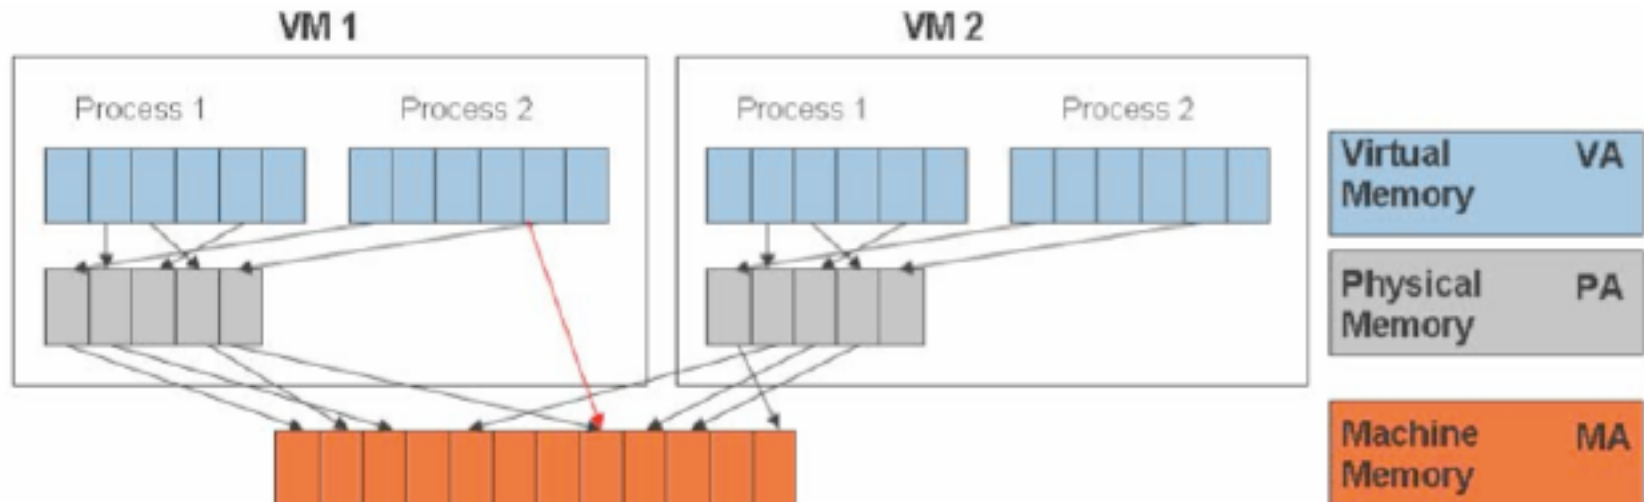 VM 1
VM 2
Process 1
Process 2
Process 1
Process 2
Virtual VA
Memory
Physical PA
Memory
Machine MA
Memory